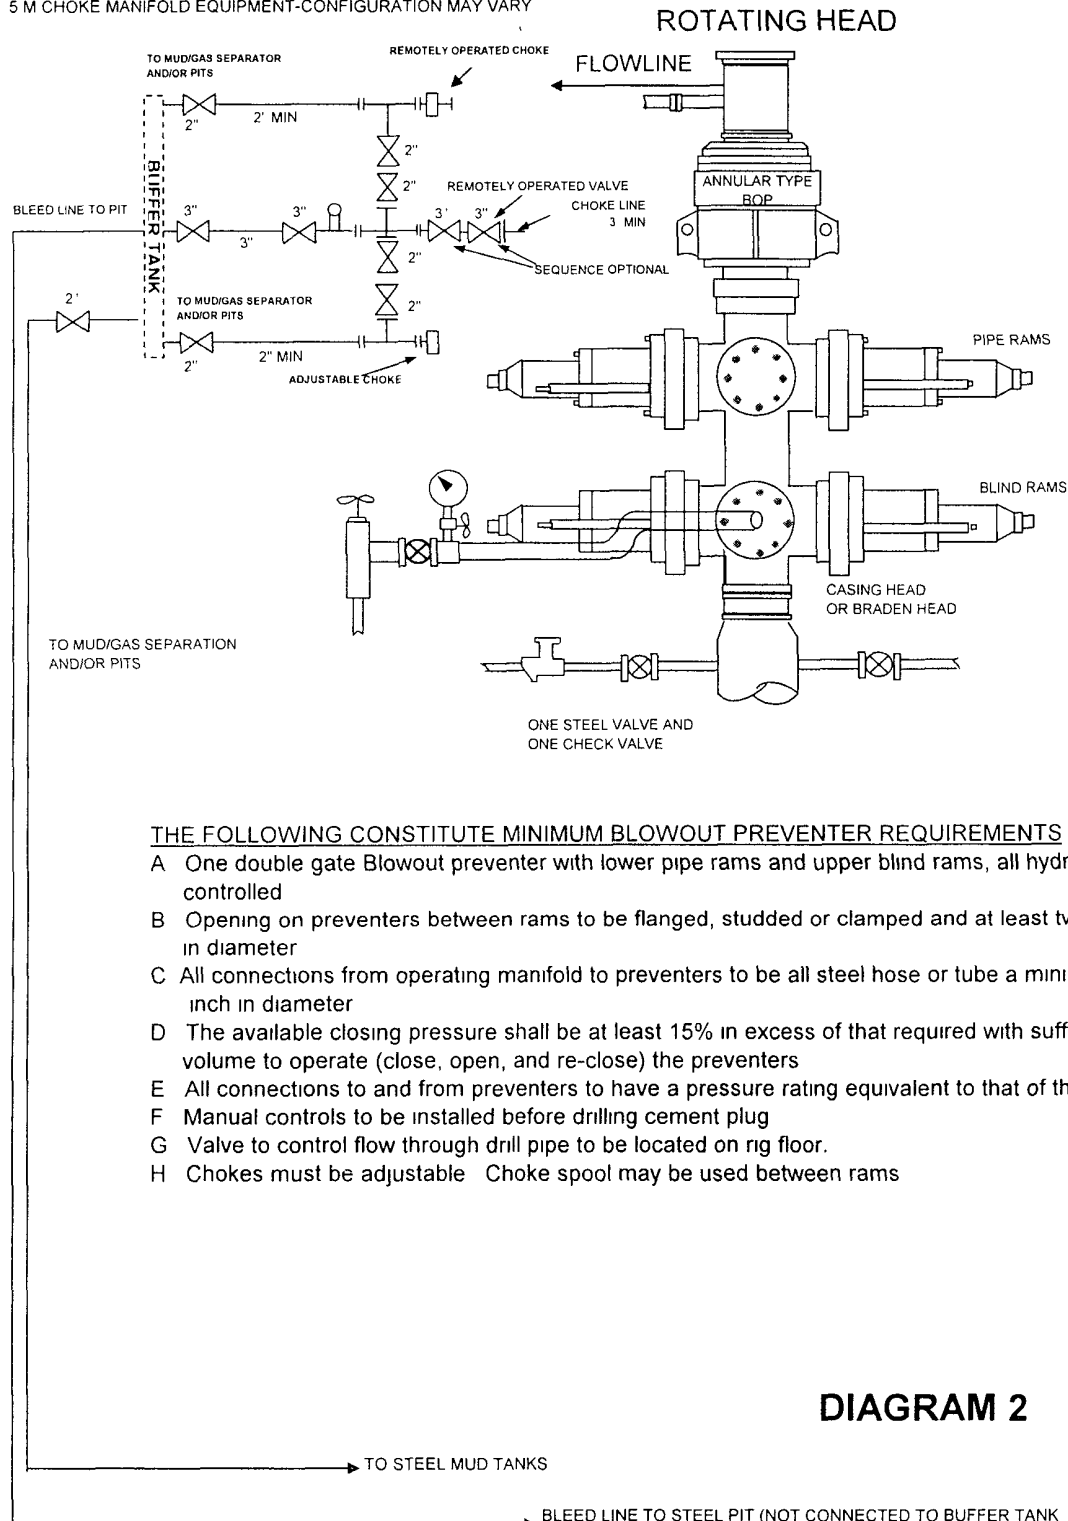 5 M CHOKE MANIFOLD EQUIPMENT-CONFIGURATION MAY VARY
ROTATING HEAD
REMOTELY OPERATED CHOKE
TO MUD/GAS SEPARATOR
AND/OR PITS
FLOWLINE
2"
2' MIN
2"
2"
ANNULAR TYPE
BOP
REMOTELY OPERATED VALVE
CHOKE LINE
3 MIN
BUFFER TANK
BLEED LINE TO PIT
3"
3"
3"
3'
3"
2"
SEQUENCE OPTIONAL
2'
TO MUD/GAS SEPARATOR
AND/OR PITS
2"
2"
2" MIN
ADJUSTABLE CHOKE
PIPE RAMS
BLIND RAMS
CASING HEAD
OR BRADEN HEAD
TO MUD/GAS SEPARATION
AND/OR PITS
ONE STEEL VALVE AND
ONE CHECK VALVE
THE FOLLOWING CONSTITUTE MINIMUM BLOWOUT PREVENTER REQUIREMENTS
A One double gate Blowout preventer with lower pipe rams and upper blind rams, all hydr
controlled
B Opening on preventers between rams to be flanged, studded or clamped and at least tv
in diameter
C All connections from operating manifold to preventers to be all steel hose or tube a mini
inch in diameter
D The available closing pressure shall be at least 15% in excess of that required with suff
volume to operate (close, open, and re-close) the preventers
E All connections to and from preventers to have a pressure rating equivalent to that of th
F Manual controls to be installed before drilling cement plug
G Valve to control flow through drill pipe to be located on rig floor.
H Chokes must be adjustable Choke spool may be used between rams
DIAGRAM 2
TO STEEL MUD TANKS
BLEED LINE TO STEEL PIT (NOT CONNECTED TO BUFFER TANK